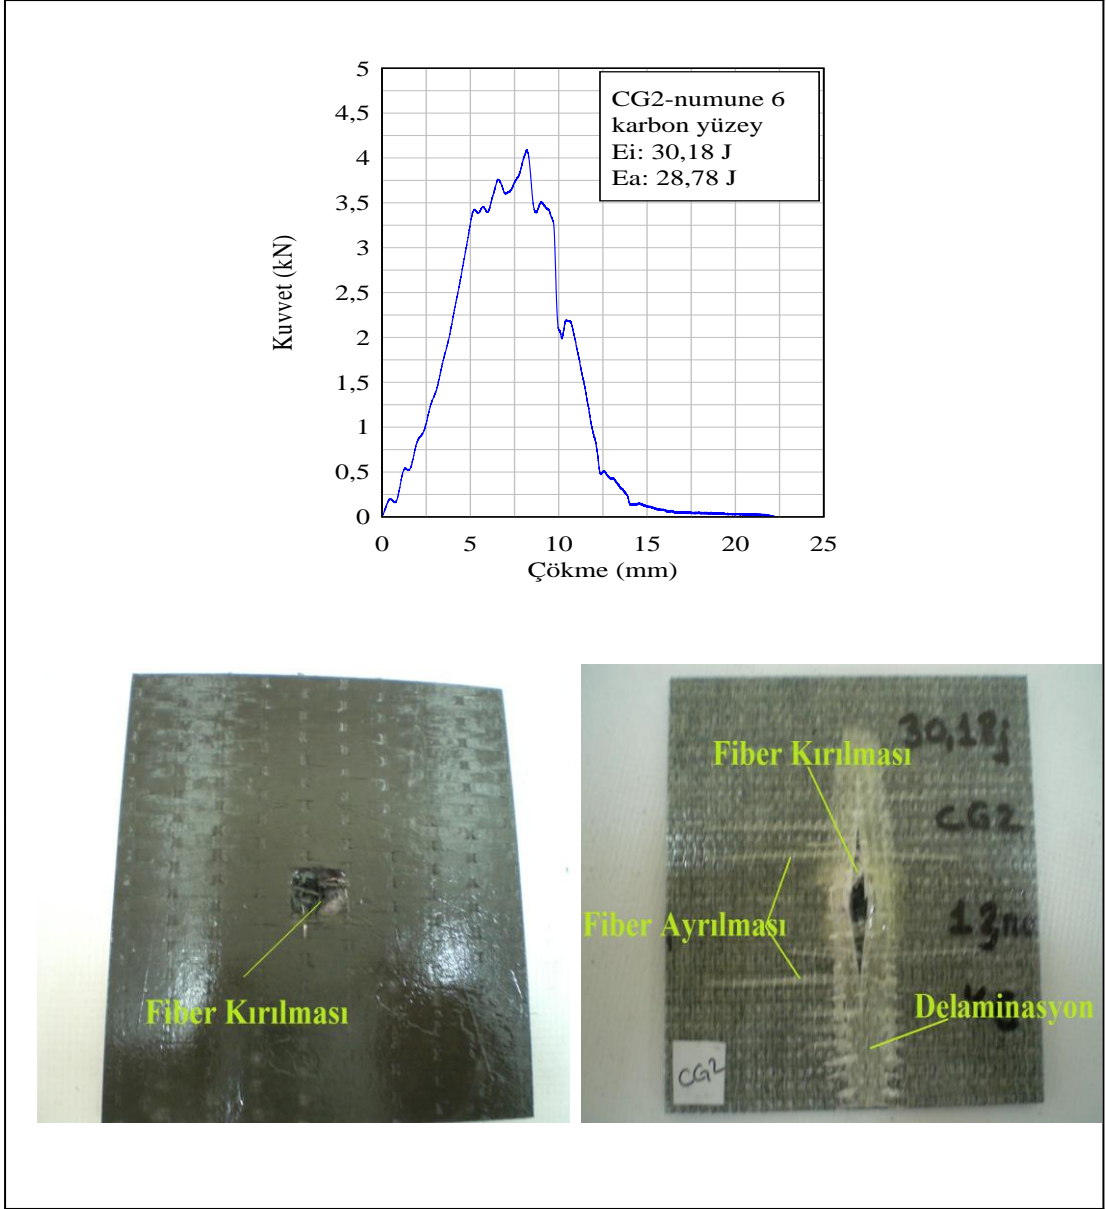 5
4,5
4
3,5
3
2,5
2
1,5
1
0,5
0
Kuvvet (kN)
CG2-numune 6
karbon yüzey
Ei: 30,18 J
Ea: 28,78 J
0 5 10 15 20 25
Çökme (mm)
Fiber Kırılması
30,18j
Fiber Kırılması
CG2
Fiber Ayrılması
Delaminasyon
CG2